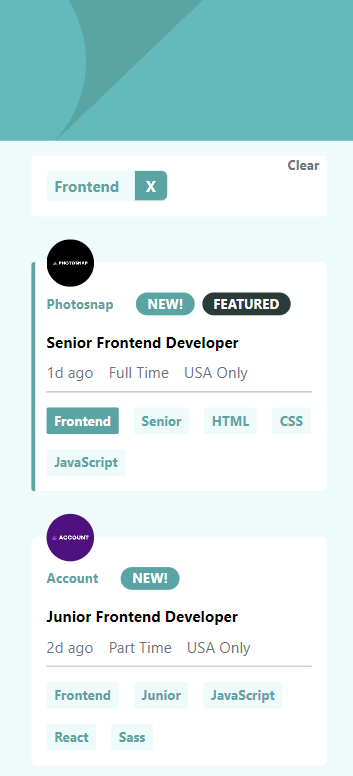 Clear
Frontend X
PHOTOSNAP
Photosnap NEW! FEATURED
Senior Frontend Developer
1d ago Full Time USA Only
Frontend Senior HTML CSS
JavaScript
ACCOUNT
Account NEW!
Junior Frontend Developer
2d ago Part Time USA Only
Frontend Junior JavaScript
React Sass